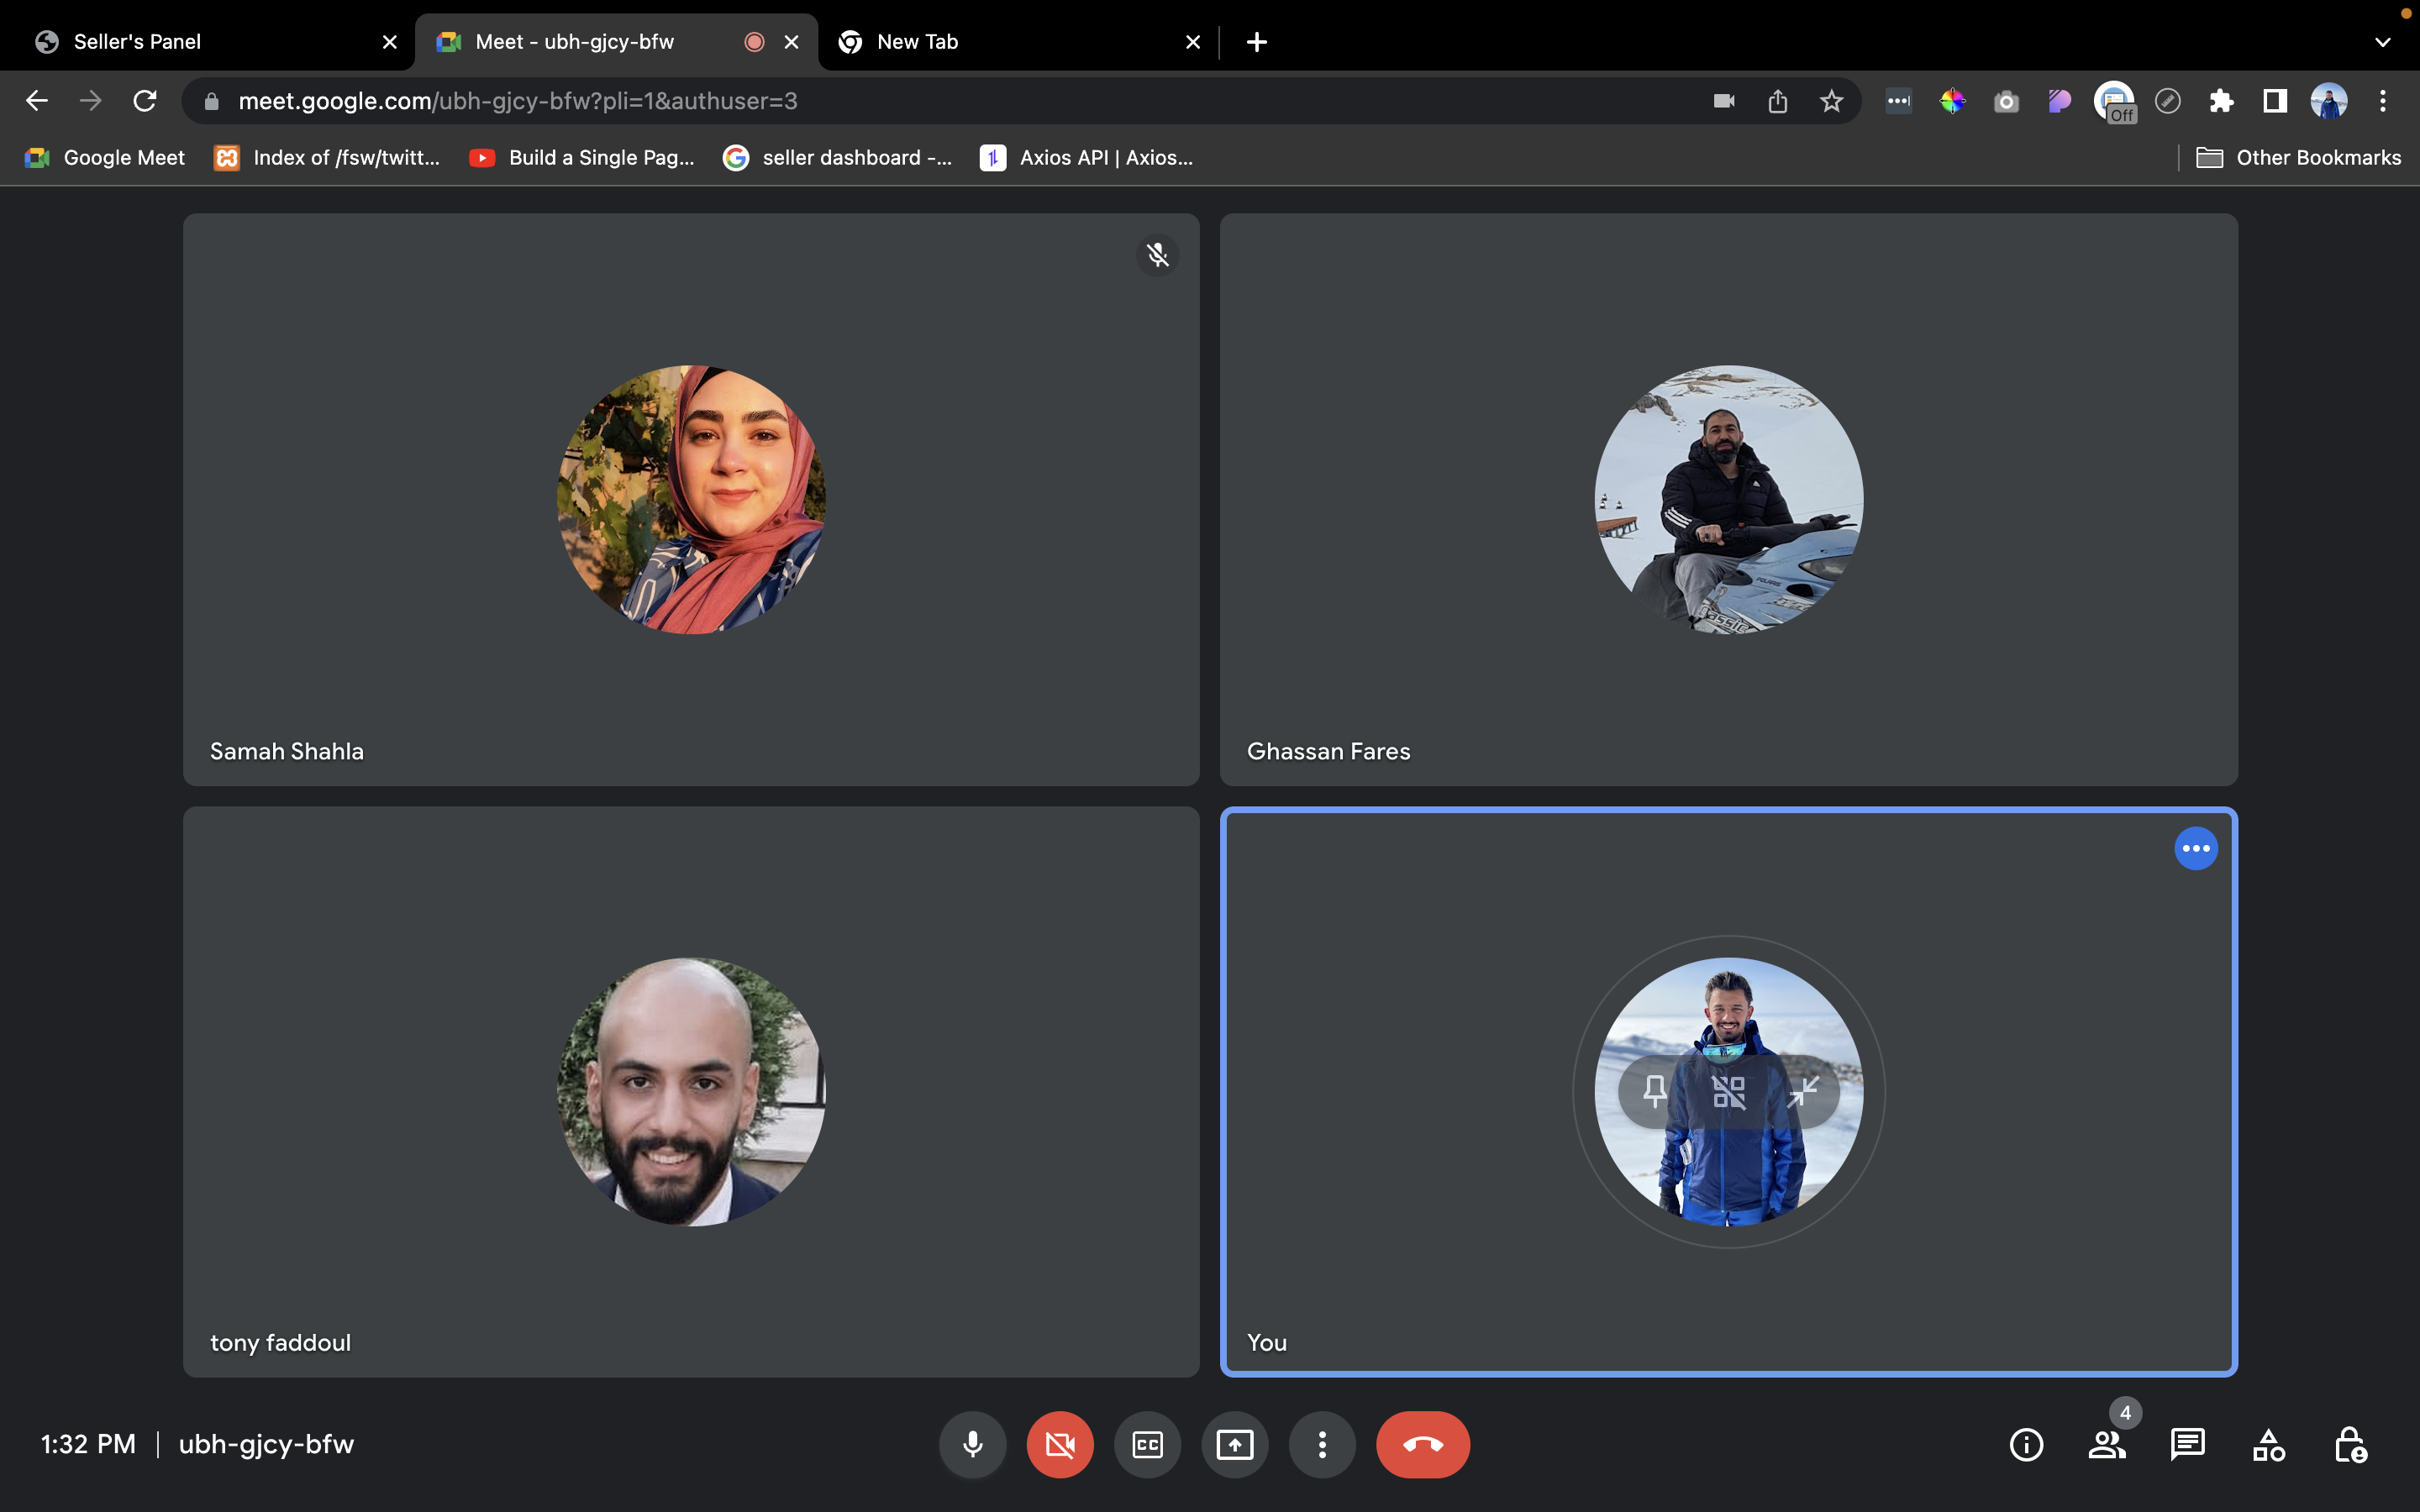 Seller's Panel
Meet - ubh-gjcy-bfw
New Tab
meet.google.com/ubh-gjcy-bfw?pli=1&authuser=3
Off
Google Meet
Index of /fsw/twitt...
Build a Single Pag...
seller dashboard -...
Axios API | Axios...
Other Bookmarks
Samah Shahla
Ghassan Fares
tony faddoul
You
4
1:32 PM | ubh-gjcy-bfw
CC